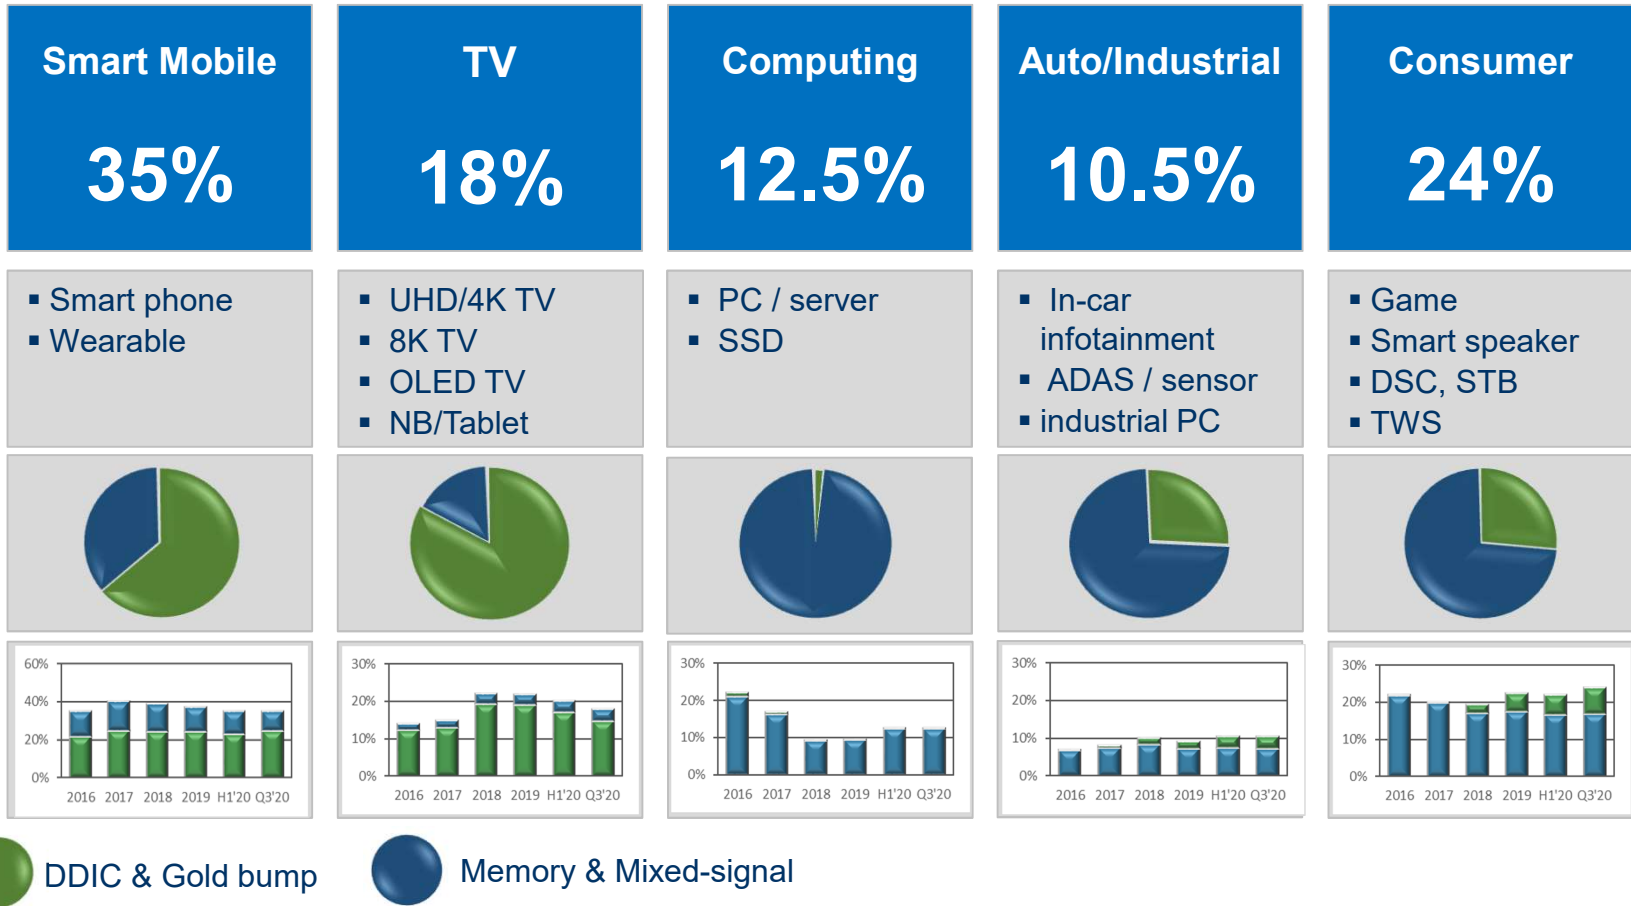 Smart Mobile
35%
TV
18%
Computing
12.5%
Auto/Industrial
10.5%
Consumer
24%
▪ Smart phone
▪ Wearable
▪ UHD/4K TV
▪ 8K TV
▪ OLED TV
▪ NB/Tablet
▪ PC / server
▪ SSD
▪ In-car
infotainment
▪ ADAS / sensor
▪ industrial PC
▪ Game
▪ Smart speaker
▪ DSC, STB
▪ TWS
60%
40%
20%
0%
2016 2017 2018 2019 H1'20 Q3'20
30%
20%
10%
0%
2016 2017 2018 2019 H1'20 Q3'20
30%
20%
10%
0%
2016 2017 2018 2019 H1'20 Q3'20
30%
20%
10%
0%
2016 2017 2018 2019 H1'20 Q3'20
30%
20%
10%
0%
2016 2017 2018 2019 H1'20 Q3'20
DDIC & Gold bump
Memory & Mixed-signal